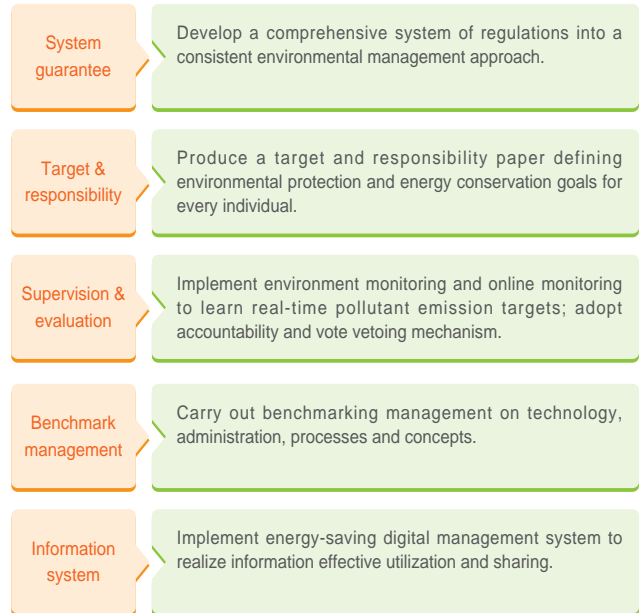 System
guarantee
Develop a comprehensive system of regulations into a
consistent environmental management approach.
Target &
responsibility
Produce a target and responsibility paper defining
environmental protection and energy conservation goals for
every individual.
Supervision &
evaluation
Implement environment monitoring and online monitoring
to learn real-time pollutant emission targets; adopt
accountability and vote vetoing mechanism.
Benchmark
management
Carry out benchmarking management on technology,
administration, processes and concepts.
Information
system
Implement energy-saving digital management system to
realize information effective utilization and sharing.